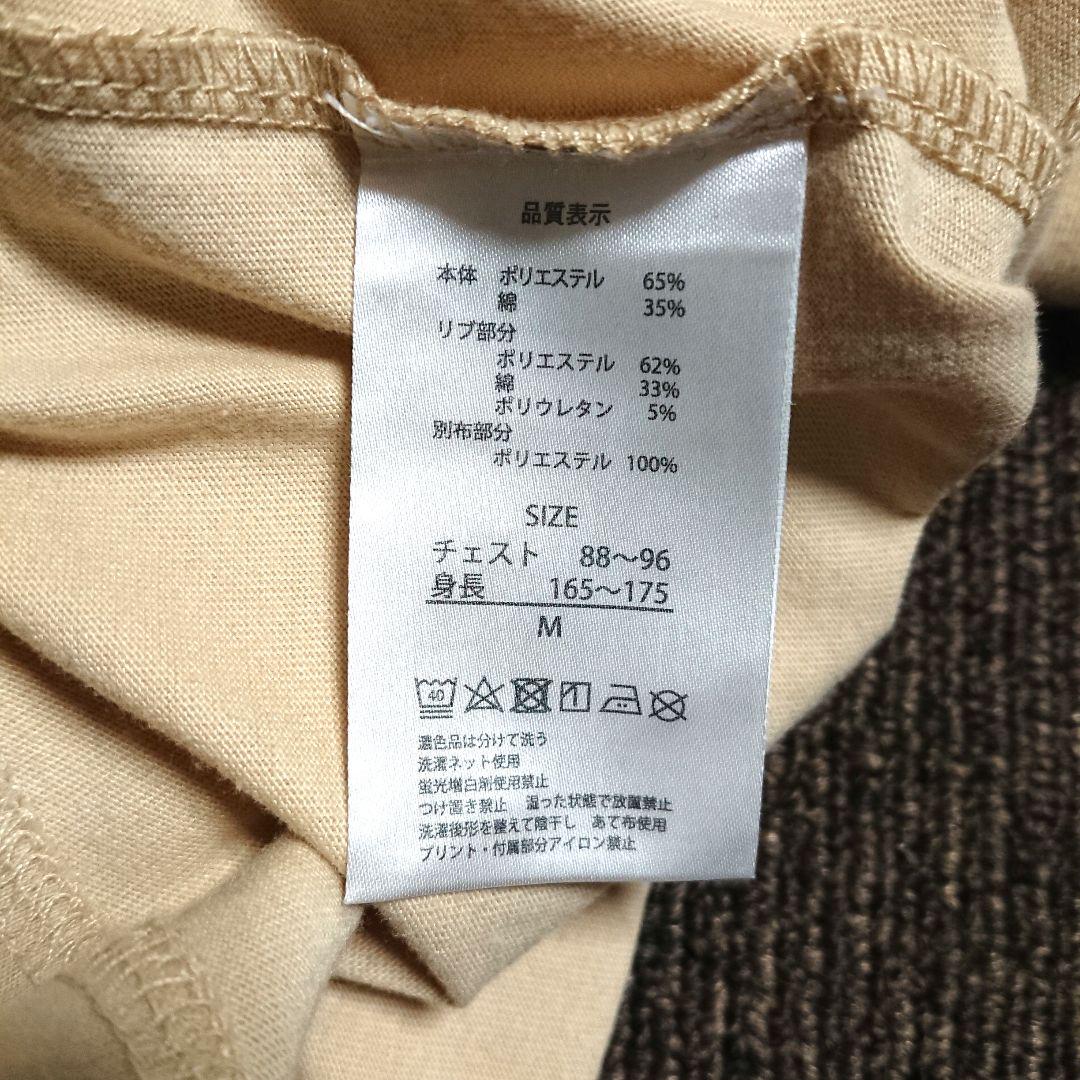 品質表示
本体 ポリエステル 65%
綿 35%
リブ部分
ポリエステル 62%
綿 33%
ポリウレタン 5%
別布部分
ポリエステル 100%
SIZE
チェスト 88～96
身長 165～175
M
40
濃色品は分けて洗う
洗濯ネット使用
蛍光増白剤使用禁止
つけ置き禁止 湿った状態で放置禁止
洗濯後形を整えて陰干し あて布使用
プリント・付属部分アイロン禁止